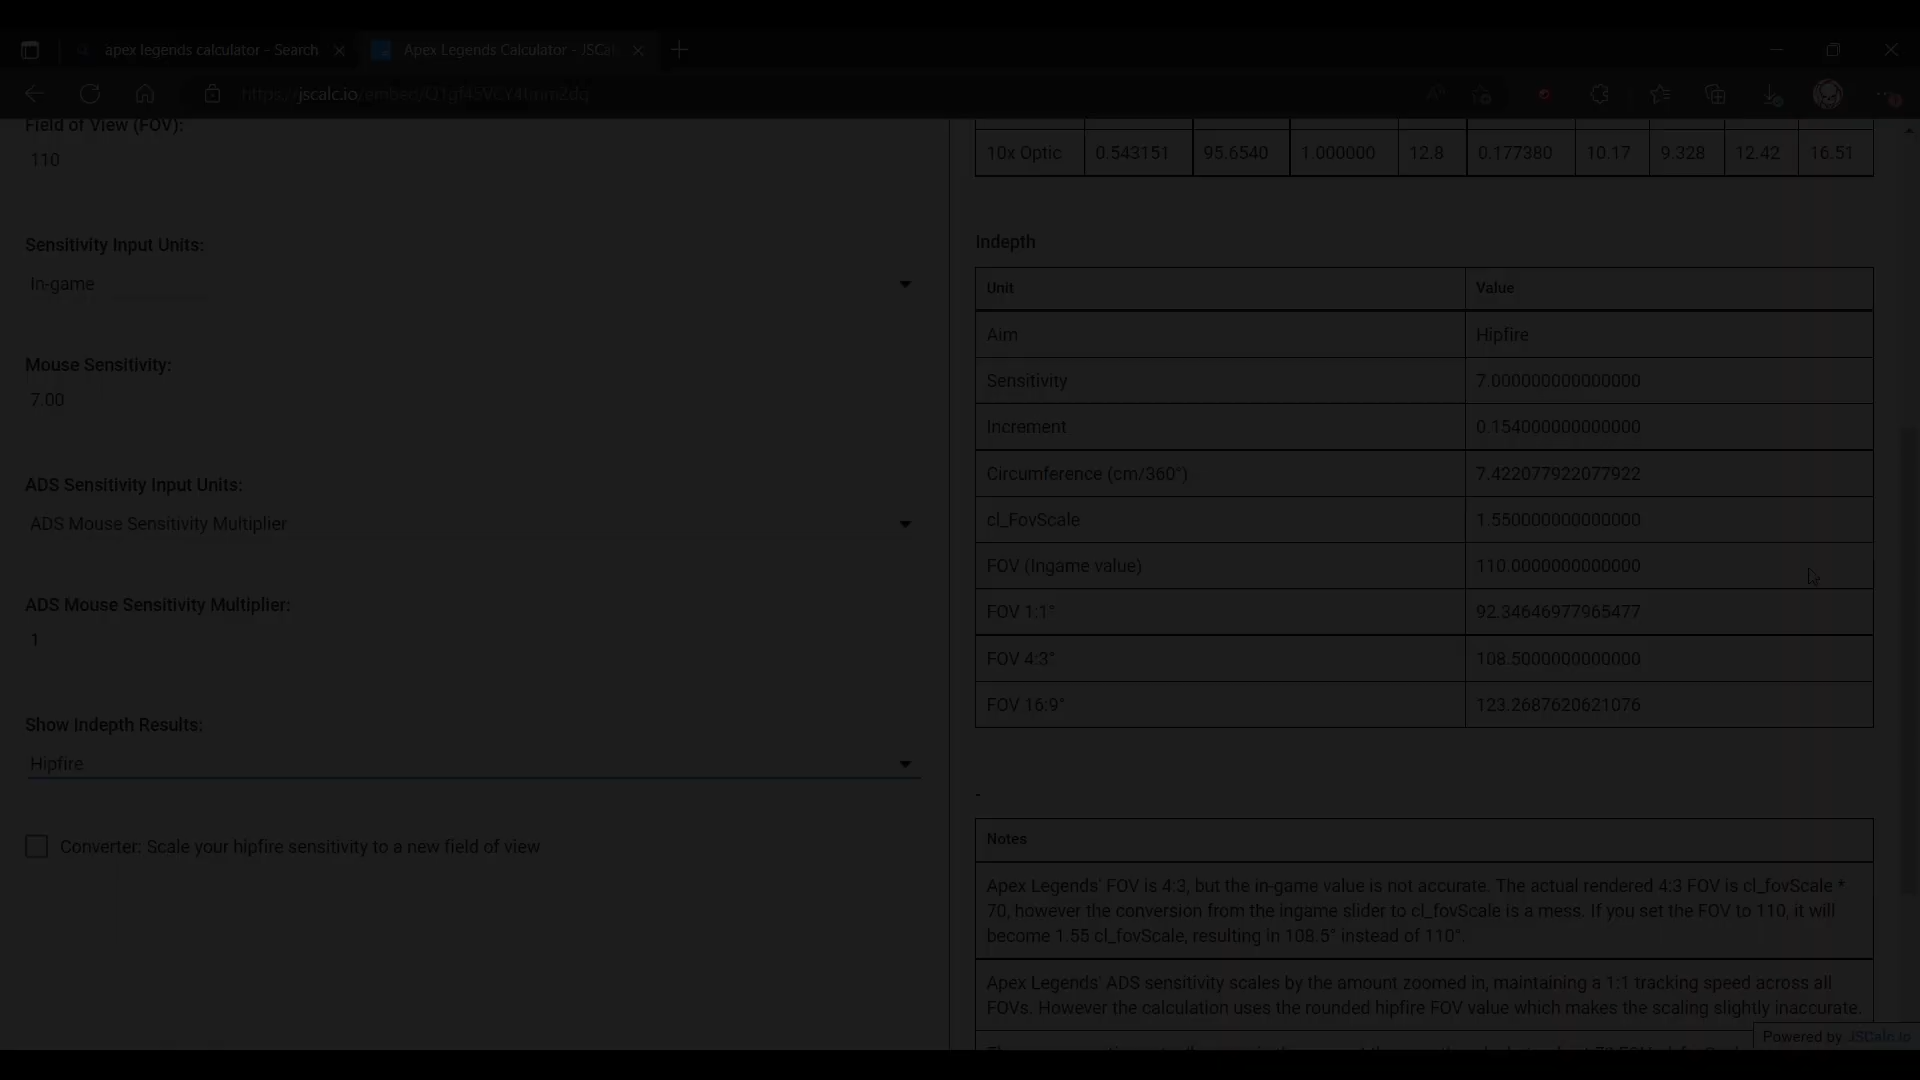 apex legends calculator - Search
Apex Legends Calculator - JSCal
https://jscalc.io/embed/
Field of View (FOV):
110
Sensitivity Input Units:
In-game
Mouse Sensitivity:
7.00
ADS Sensitivity Input Units:
ADS Mouse Sensitivity Multiplier
ADS Mouse Sensitivity Multiplier:
1
Show Indepth Results:
Hipfire
Converter: Scale your hipfire sensitivity to a new field of view
10x Optic 0.543151 95.6540 1.000000 12.8 0.177380 10.17 9.328 12.42 16.51
Indepth
Unit Value
Aim Hipfire
Sensitivity 7.000000000000000
Increment 0.154000000000000
Circumference (cm/360°) 7.422077922077922
cl_FovScale 1.550000000000000
FOV (Ingame value) 110.0000000000000
FOV 1:1° 92.34646977965477
FOV 4:3° 108.5000000000000
FOV 16:9° 123.2687620621076
-
Notes
Apex Legends' FOV is 4:3, but the in-game value is not accurate. The actual rendered 4:3 FOV is cl_fovScale *
70, however the conversion from the ingame slider to cl_fovScale is a mess. If you set the FOV to 110, it will
become 1.55 cl_fovScale, resulting in 108.5° instead of 110°.
Apex Legends' ADS sensitivity scales by the amount zoomed in, maintaining a 1:1 tracking speed across all
FOVs. However the calculation uses the rounded hipfire FOV value which makes the scaling slightly inaccurate.
Powered by JSCalc.io